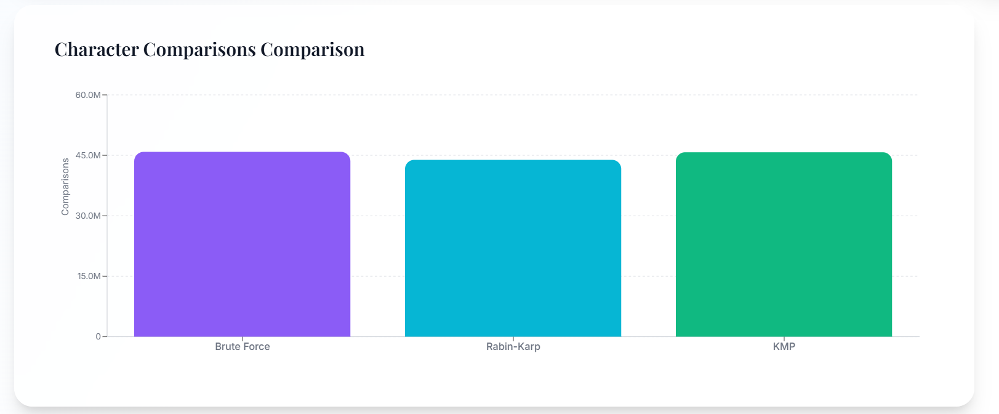 Character Comparisons Comparison
60.0M
45.0M
30.0M
15.0M
0
Comparisons
Brute Force
Rabin-Karp
KMP